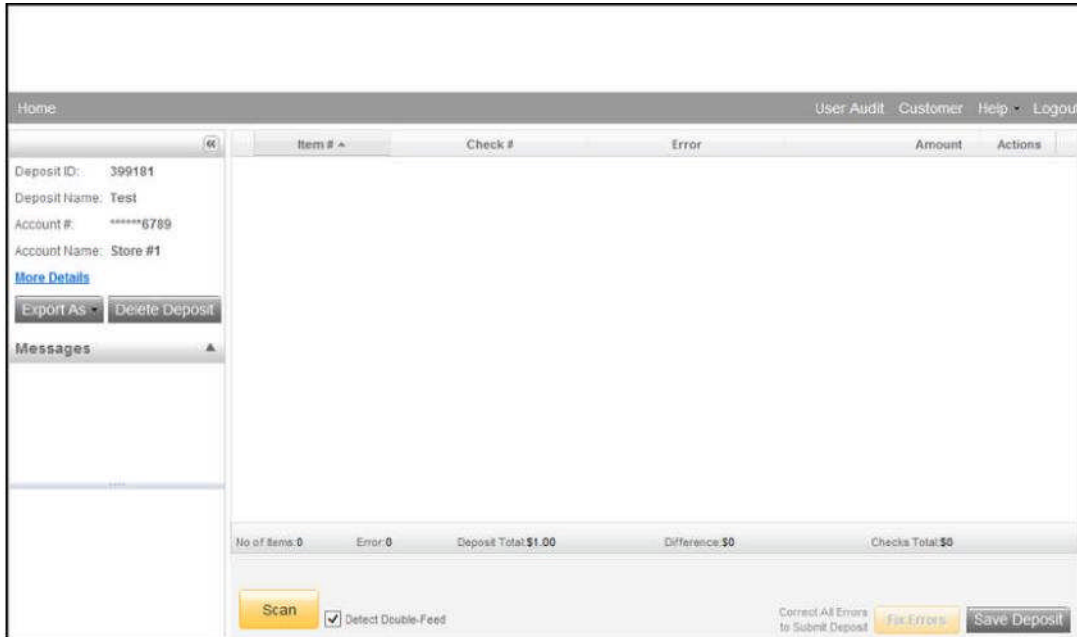 Home User Audit Customer Help Logout
Item # Check # Error Amount Actions
Deposit ID: 399181
Deposit Name: Test
Account #: ******6789
Account Name: Store #1
More Details
Export As Delete Deposit
Messages
No of Items:0 Error:0 Deposit Total:$1.00 Difference:$0 Checks Total:$0
Scan Detect Double-Feed
Correct All Errors
to Submit Deposit
Fix Errors Save Deposit